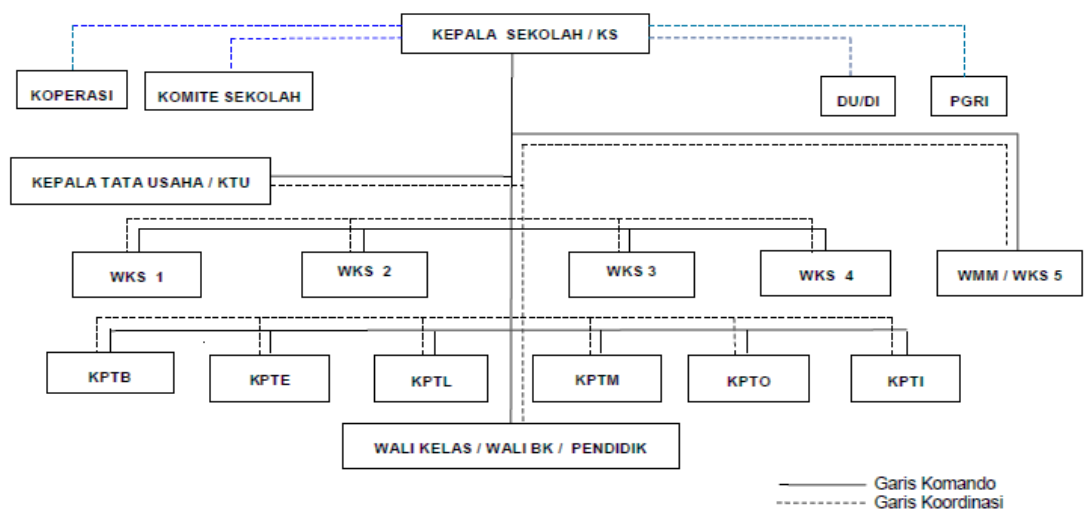 KEPALA SEKOLAH / KS
KOPERASI
KOMITE SEKOLAH
DU/DI
PGRI
KEPALA TATA USAHA / KTU
WKS 1
WKS 2
WKS 3
WKS 4
WMM / WKS 5
KPTB
KPTE
KPTL
KPTM
KPTO
KPTI
WALI KELAS / WALI BK / PENDIDIK
Garis Komando
Garis Koordinasi